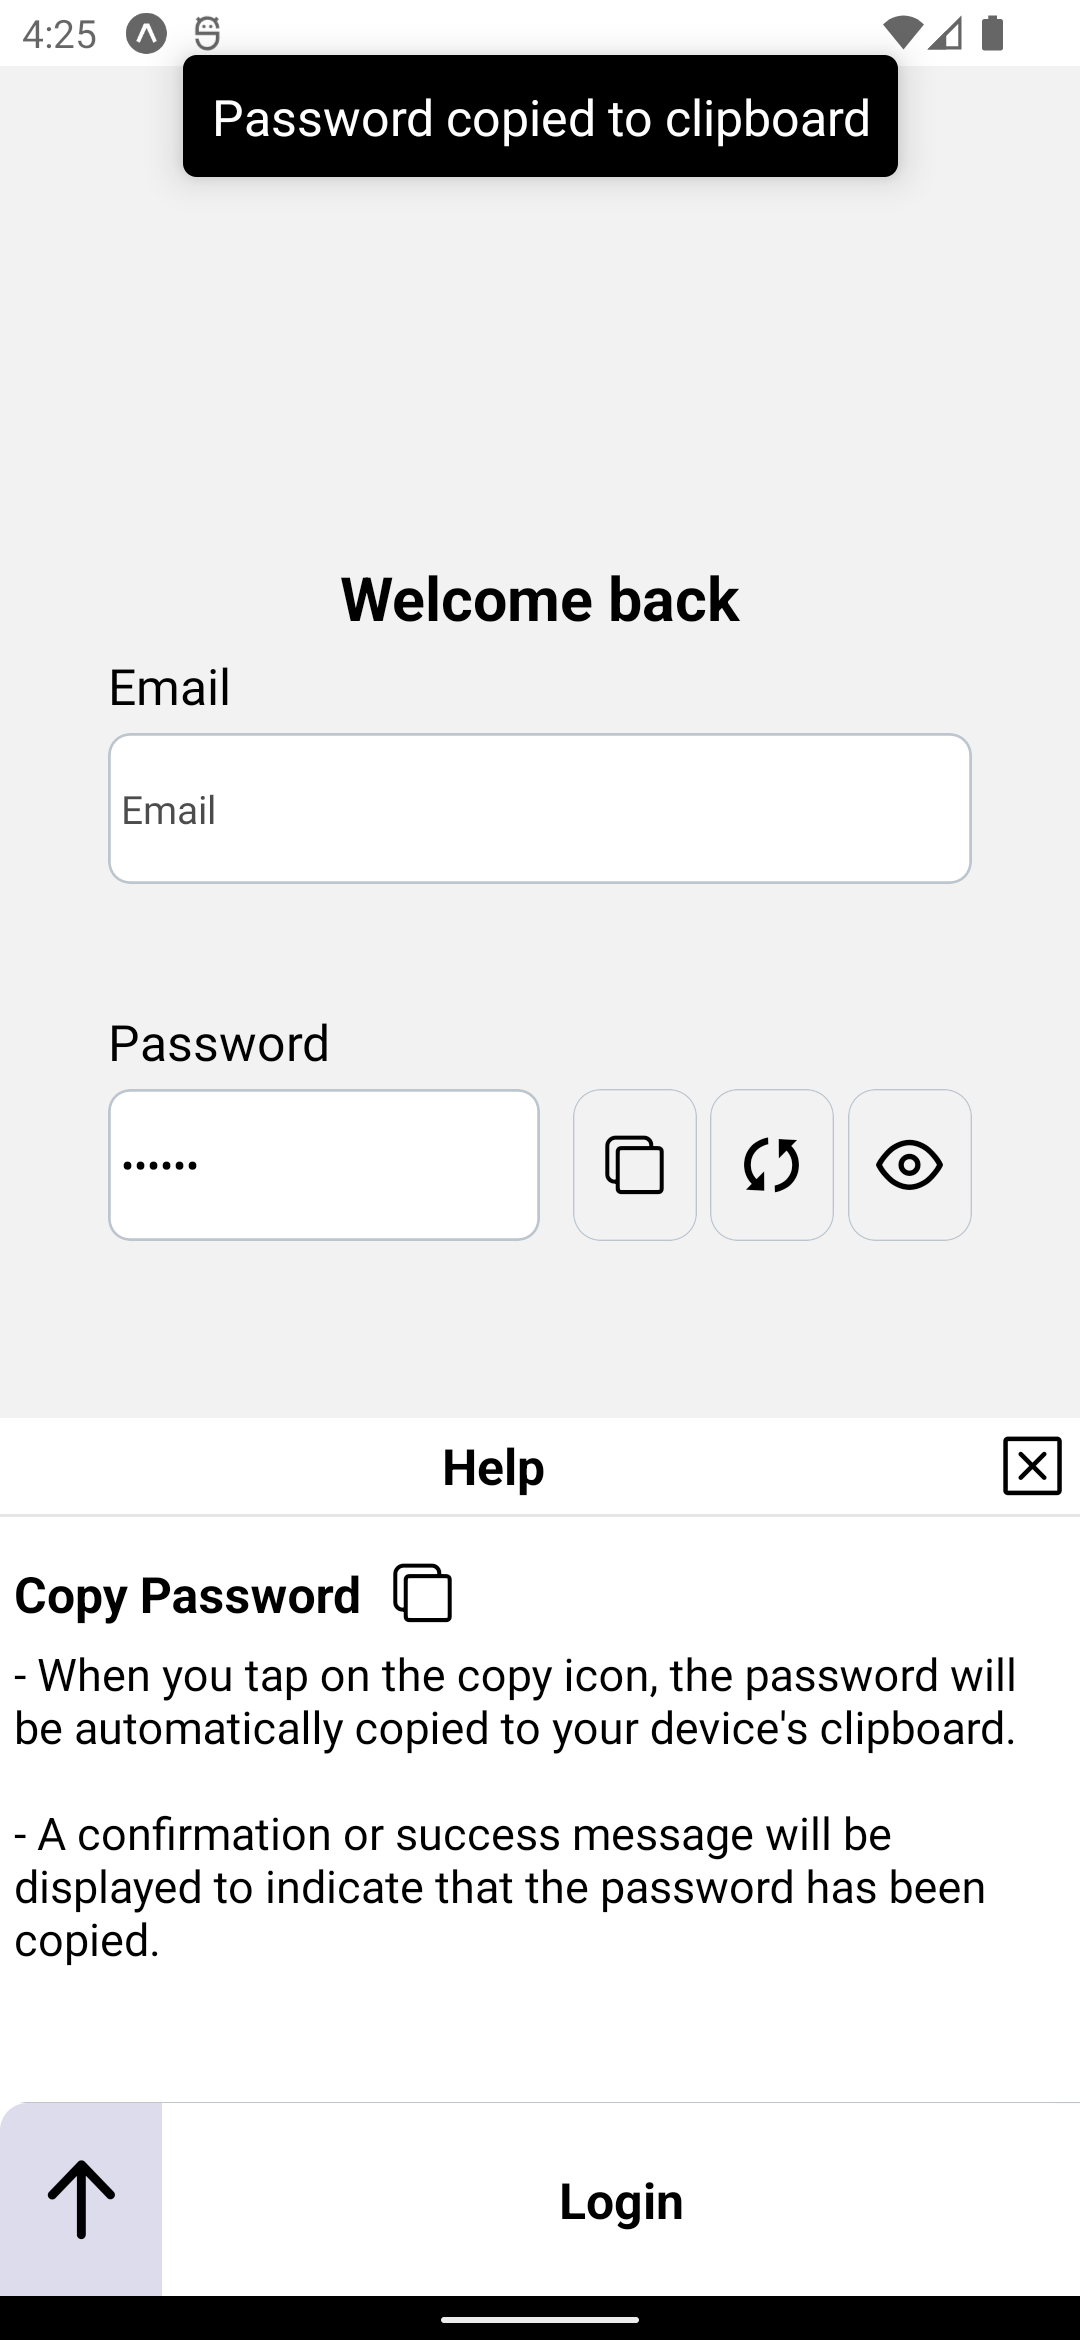 4:25
Password copied to clipboard
Welcome back
Email
Email
Password
••••••
Help
Copy Password
- When you tap on the copy icon, the password will
be automatically copied to your device's clipboard.
- A confirmation or success message will be
displayed to indicate that the password has been
copied.
Login